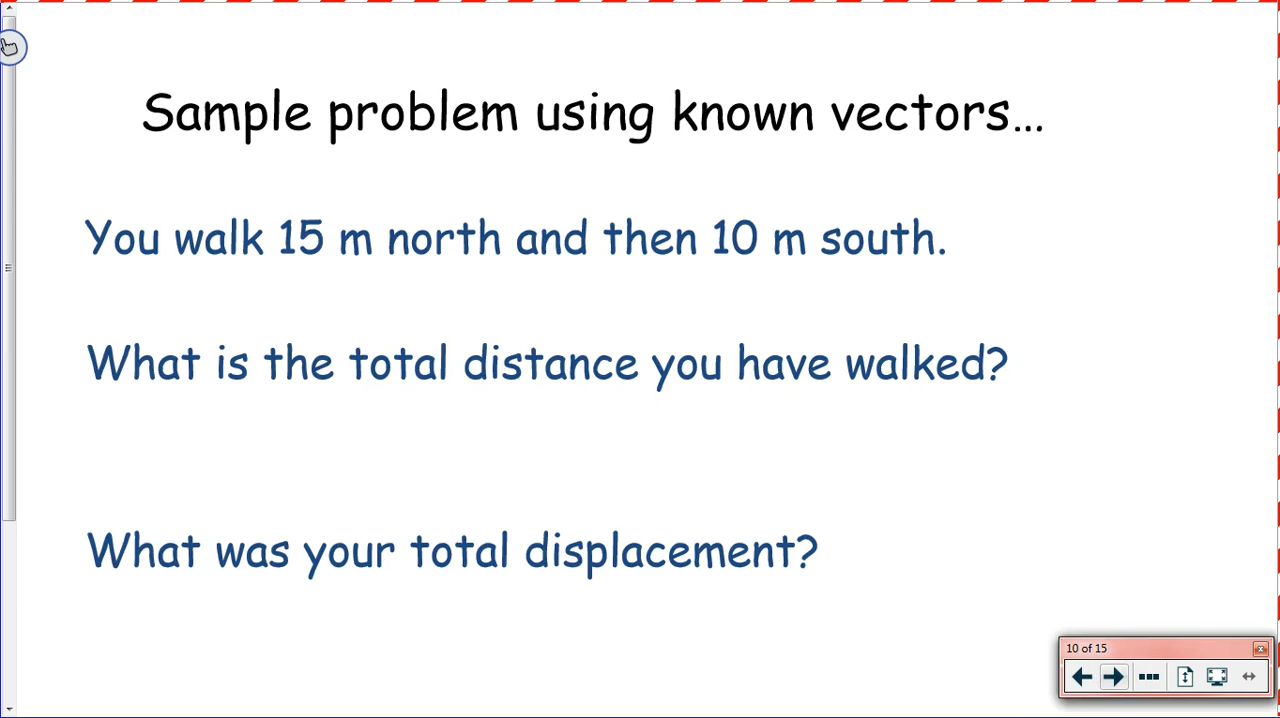 Sample problem using known vectors...
You walk 15 m north and then 10 m south.
What is the total distance you have walked?
What was your total displacement?
10 of 15